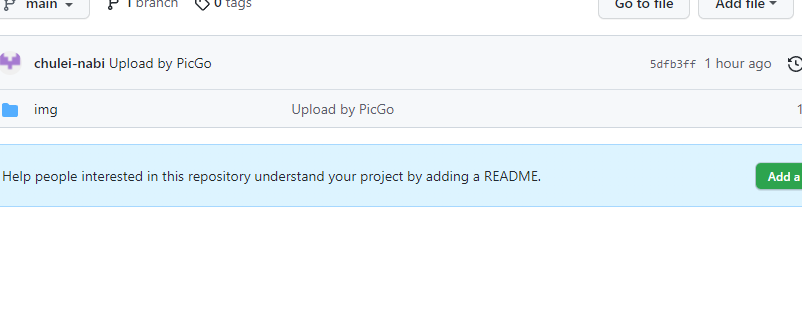 main 1 branch 0 tags Go to file Add file
chulei-nabi Upload by PicGo 5dfb3ff 1 hour ago
img Upload by PicGo 1
Help people interested in this repository understand your project by adding a README. Add a